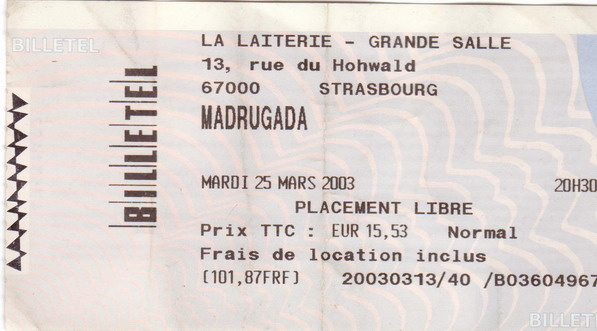 BILLETEL
LA LAITERIE - GRANDE SALLE
13, rue du Hohwald
67000 STRASBOURG
MADRUGADA
BILLETEL
MARDI 25 MARS 2003 20H30
PLACEMENT LIBRE
Prix TTC : EUR 15,53 Normal
Frais de location inclus
(101,87FRF) 20030313/40 /B03604967
BILLETEL